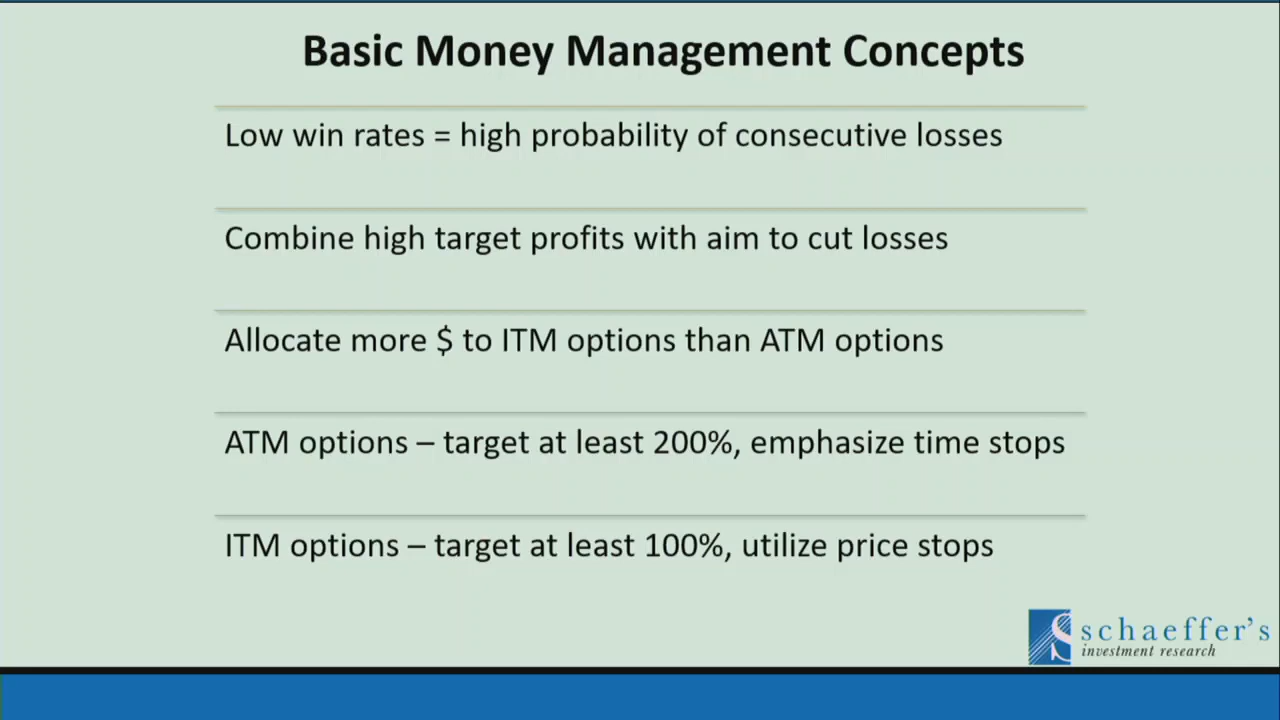 Basic Money Management Concepts
Low win rates = high probability of consecutive losses
Combine high target profits with aim to cut losses
Allocate more $ to ITM options than ATM options
ATM options – target at least 200%, emphasize time stops
ITM options – target at least 100%, utilize price stops
schaeffer's
investment research